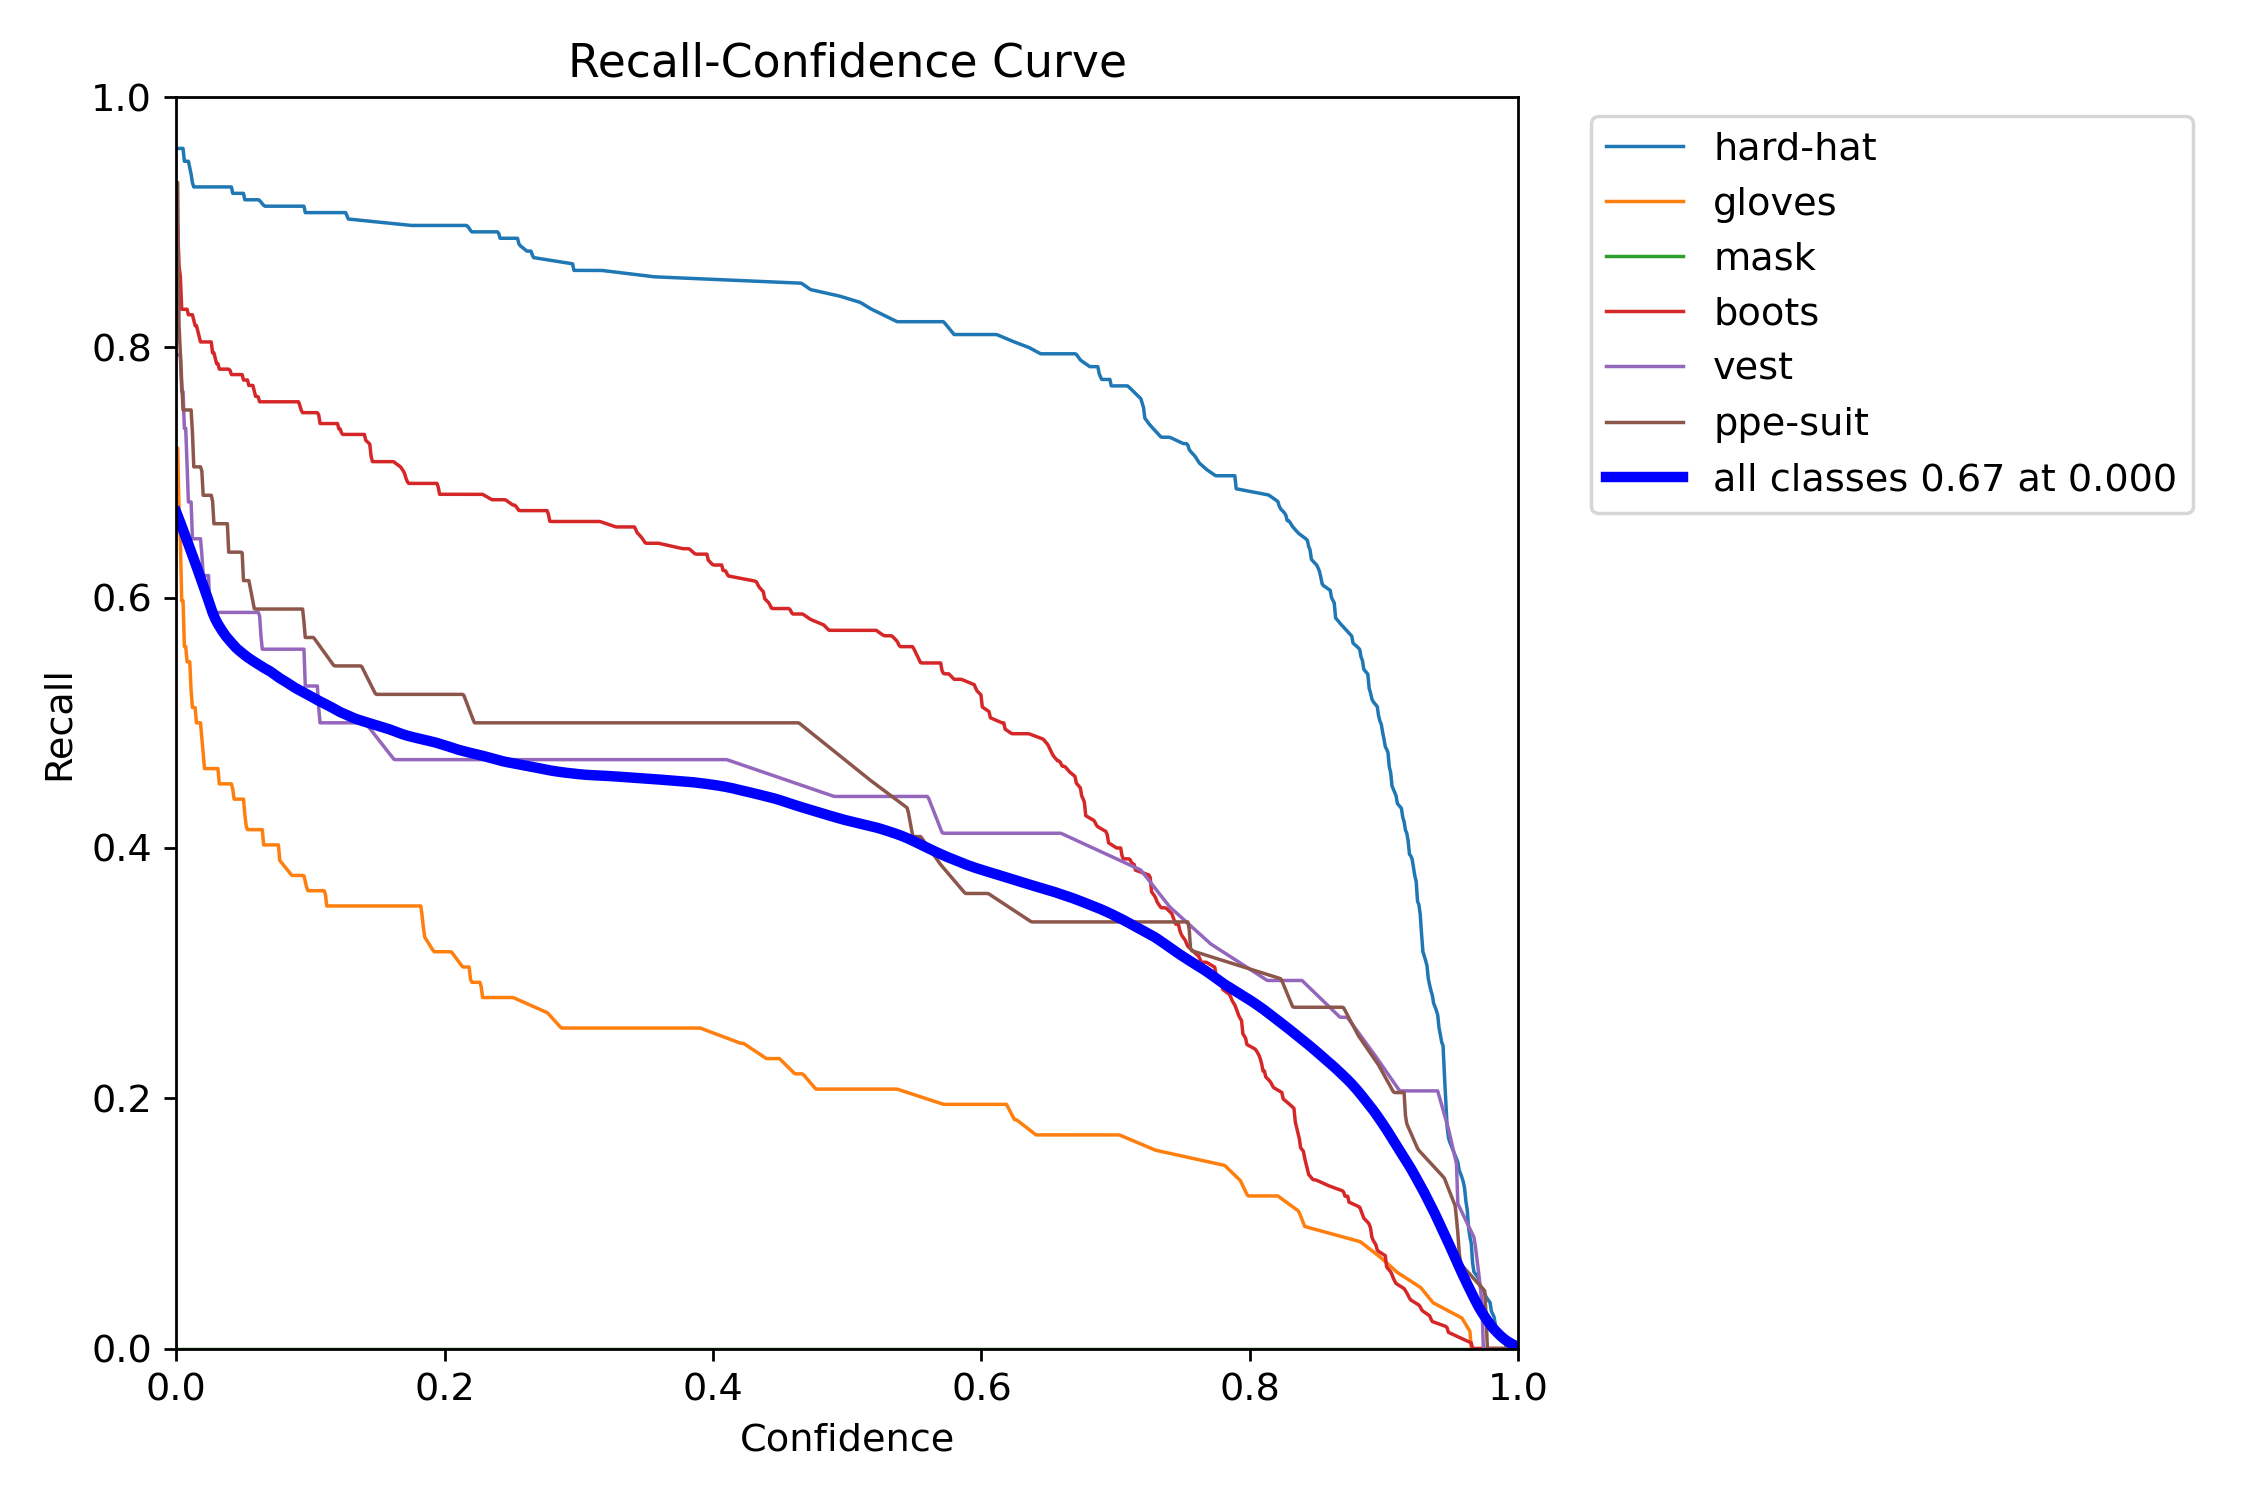 Recall-Confidence Curve
1.0
0.8
0.6
0.4
0.2
0.0
Recall
0.0 0.2 0.4 0.6 0.8 1.0
Confidence
hard-hat
gloves
mask
boots
vest
ppe-suit
all classes 0.67 at 0.000